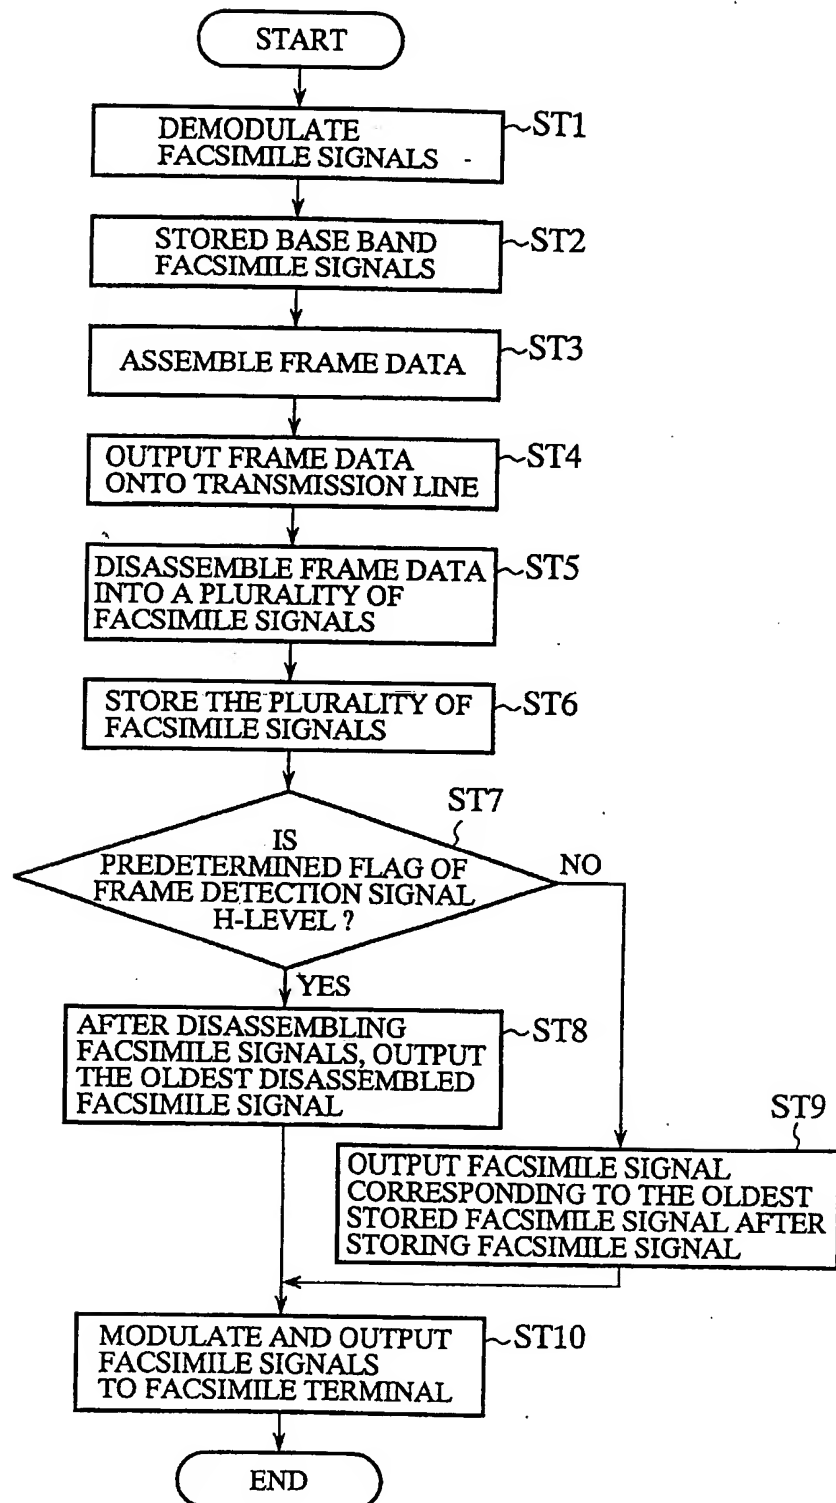 START
DEMODULATE
FACSIMILE SIGNALS
ST1
STORED BASE BAND
FACSIMILE SIGNALS
ST2
ASSEMBLE FRAME DATA
ST3
OUTPUT FRAME DATA
ONTO TRANSMISSION LINE
ST4
DISASSEMBLE FRAME DATA
INTO A PLURALITY OF
FACSIMILE SIGNALS
ST5
STORE THE PLURALITY OF
FACSIMILE SIGNALS
ST6
ST7
IS
PREDETERMINED FLAG OF
FRAME DETECTION SIGNAL
H-LEVEL ?
NO
YES
AFTER DISASSEMBLING
FACSIMILE SIGNALS, OUTPUT
THE OLDEST DISASSEMBLED
FACSIMILE SIGNAL
ST8
ST9
OUTPUT FACSIMILE SIGNAL
CORRESPONDING TO THE OLDEST
STORED FACSIMILE SIGNAL AFTER
STORING FACSIMILE SIGNAL
MODULATE AND OUTPUT
FACSIMILE SIGNALS
TO FACSIMILE TERMINAL
ST10
END